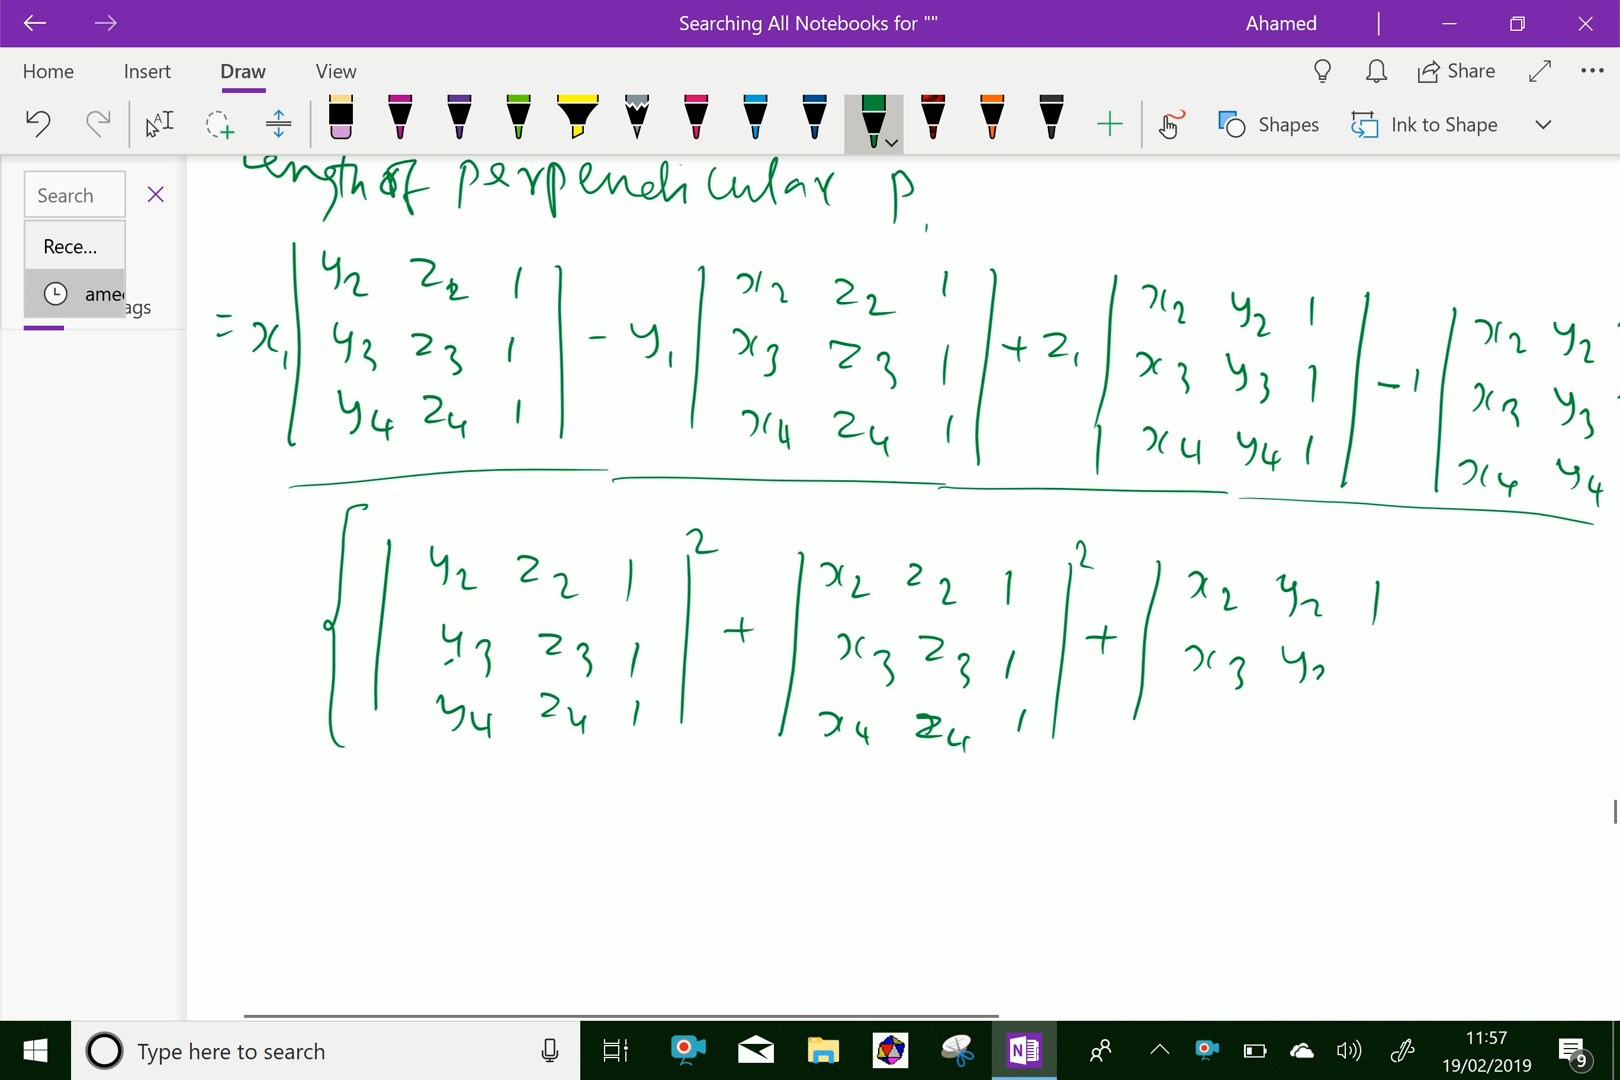 Searching All Notebooks for ""
Ahamed
Home Insert Draw View
Share
Shapes
Ink to Shape
Search
Rece...
ame
ags
Length of perpendicular p1
= x1 | y2 z2 1 | - y1 | x2 z2 1 | + z1 | x2 y2 1 | - 1 | x2 y2
| y3 z3 1 | | x3 z3 1 | | x3 y3 1 | | x3 y3
| y4 z4 1 | | x4 z4 1 | | x4 y4 1 | | x4 y4
{ | y2 z2 1 |2 + | x2 z2 1 |2 + | x2 y2 1
| y3 z3 1 | | x3 z3 1 | | x3 y3
| y4 z4 1 | | x4 z4 1 |
Type here to search
N
11:57
19/02/2019
9